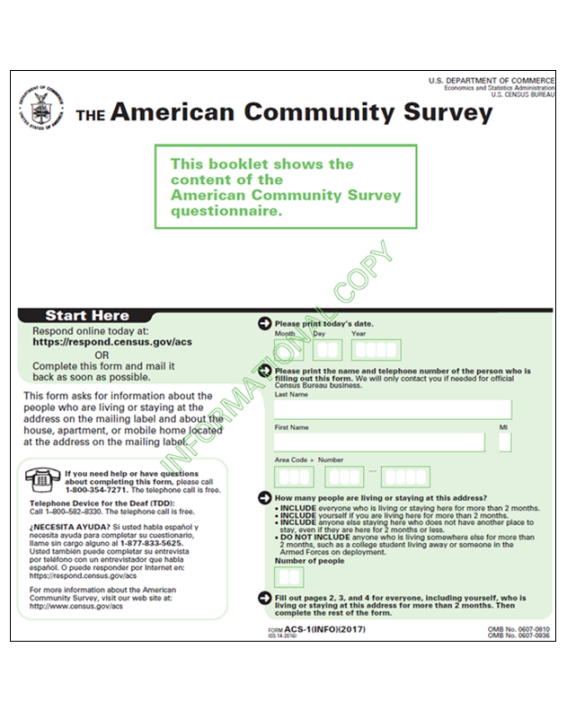 U.S. DEPARTMENT OF COMMERCE
Economics and Statistics Administration
U.S. CENSUS BUREAU
THE American Community Survey
This booklet shows the
content of the
American Community Survey
questionnaire.
INFORMATIONAL COPY
Start Here
Respond online today at:
https://respond.census.gov/acs
OR
Complete this form and mail it
back as soon as possible.
This form asks for information about the
people who are living or staying at the
address on the mailing label and about the
house, apartment, or mobile home located
at the address on the mailing label.
If you need help or have questions
about completing this form, please call
1-800-354-7271. The telephone call is free.
Telephone Device for the Deaf (TDD):
Call 1-800-582-8330. The telephone call is free.
¿NECESITA AYUDA? Si usted habla español y
necesita ayuda para completar su cuestionario,
llame sin cargo alguno al 1-877-833-5625.
Usted también puede completar su entrevista
por teléfono con un entrevistador que habla
español. O puede responder por Internet en:
https://respond.census.gov/acs
For more information about the American
Community Survey, visit our web site at:
http://www.census.gov/acs
Please print today's date.
Month Day Year
Please print the name and telephone number of the person who is
filling out this form. We will only contact you if needed for official
Census Bureau business.
Last Name
First Name MI
Area Code + Number
How many people are living or staying at this address?
• INCLUDE everyone who is living or staying here for more than 2 months.
• INCLUDE yourself if you are living here for more than 2 months.
• INCLUDE anyone else staying here who does not have another place to
stay, even if they are here for 2 months or less.
• DO NOT INCLUDE anyone who is living somewhere else for more than
2 months, such as a college student living away or someone in the
Armed Forces on deployment.
Number of people
Fill out pages 2, 3, and 4 for everyone, including yourself, who is
living or staying at this address for more than 2 months. Then
complete the rest of the form.
FORM ACS-1(INFO)(2017)
OMB No. 0607-0810
OMB No. 0607-0936